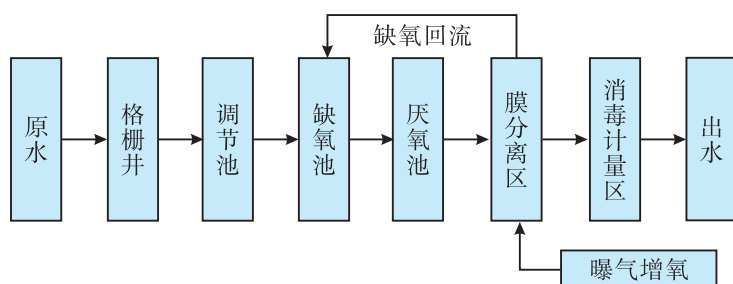 缺氧回流
原水
格栅井
调节池
缺氧池
厌氧池
膜分离区
消毒计量区
出水
曝气增氧